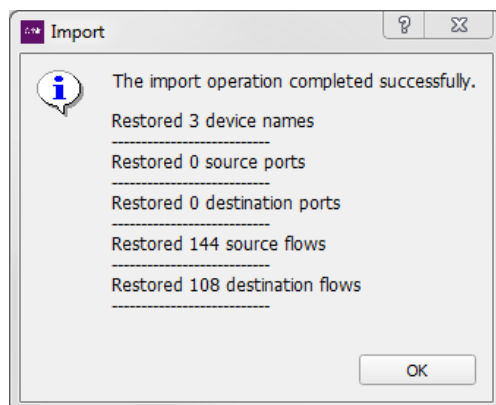 Import
The import operation completed successfully.
Restored 3 device names
--------------------------
Restored 0 source ports
--------------------------
Restored 0 destination ports
--------------------------
Restored 144 source flows
--------------------------
Restored 108 destination flows
--------------------------
OK